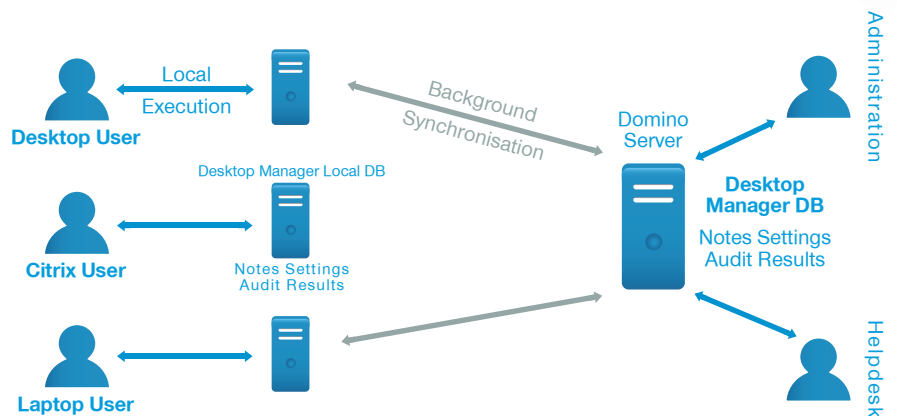 Local
Execution
Desktop User
Background
Synchronisation
Desktop Manager Local DB
Citrix User
Notes Settings
Audit Results
Laptop User
Domino
Server
Desktop
Manager DB
Notes Settings
Audit Results
Administration
Helpdesk